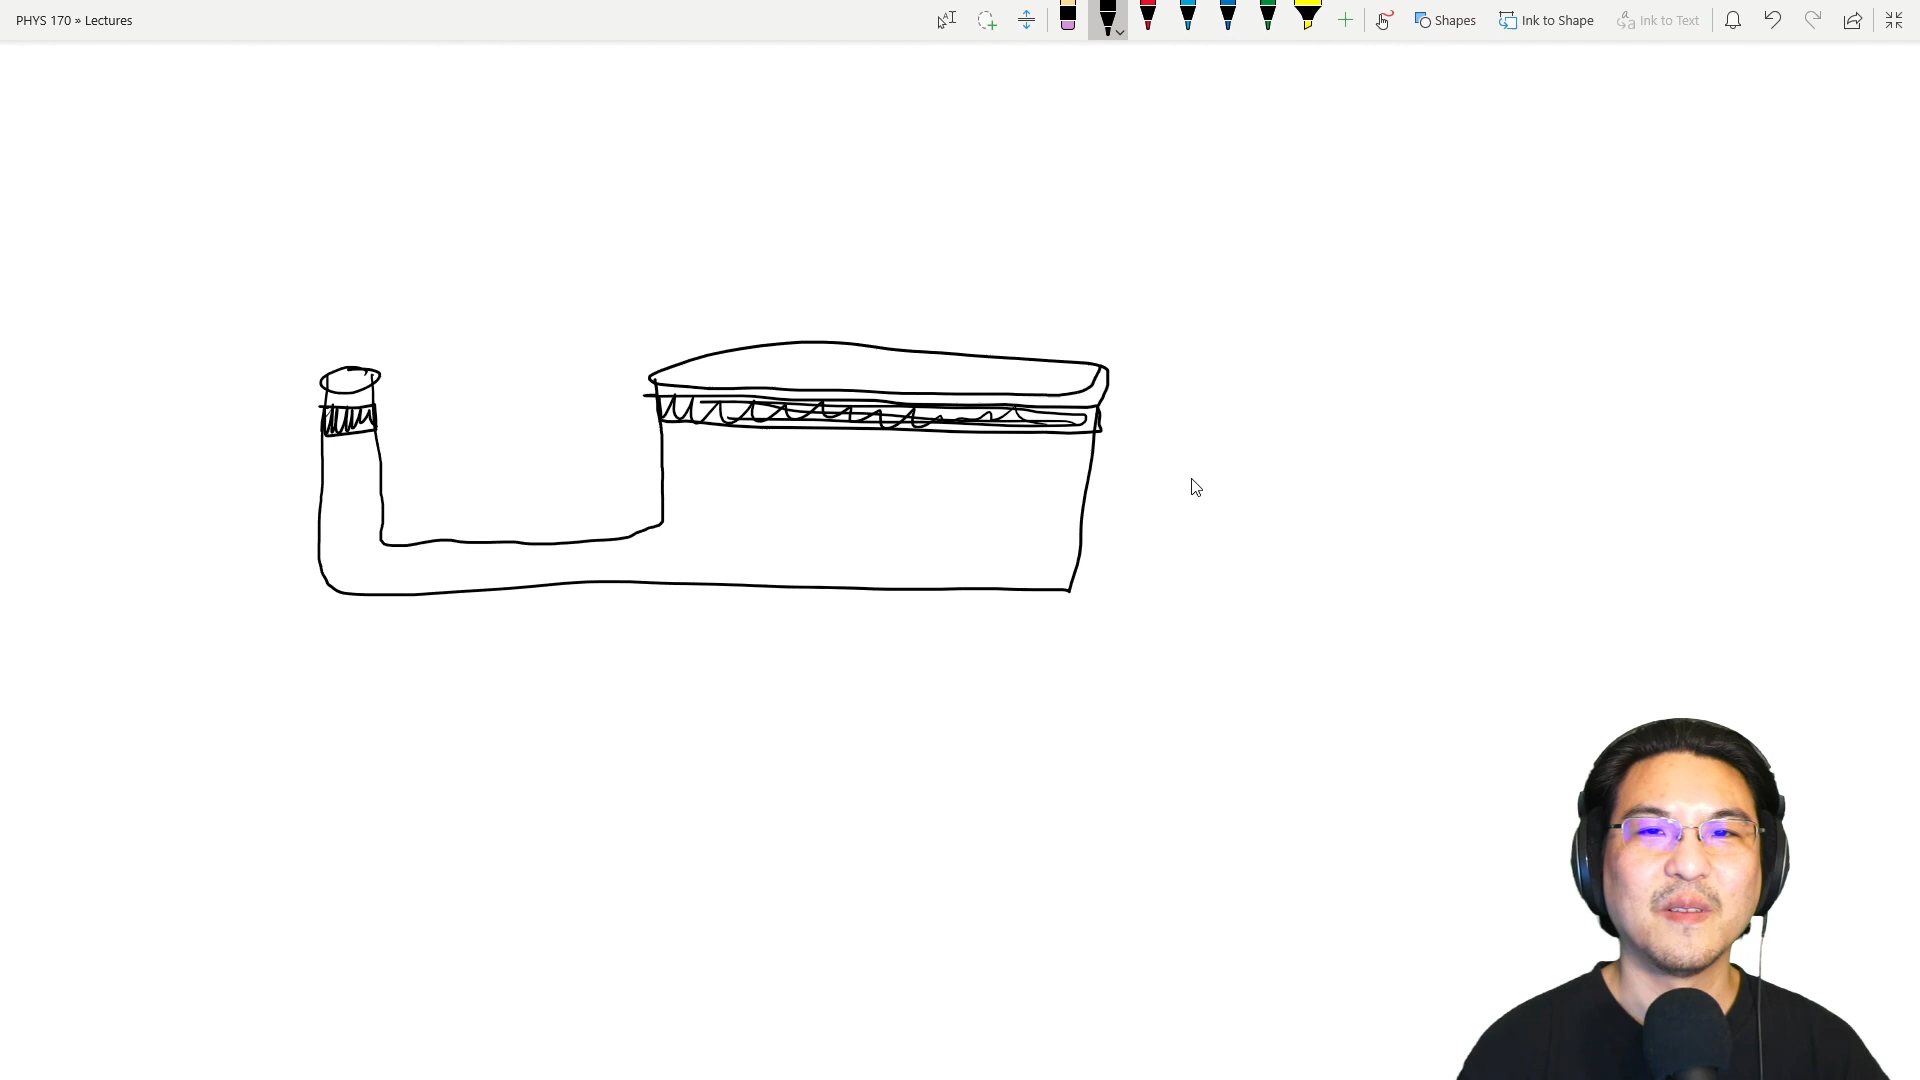 PHYS 170 » Lectures
Shapes
Ink to Shape
Ink to Text